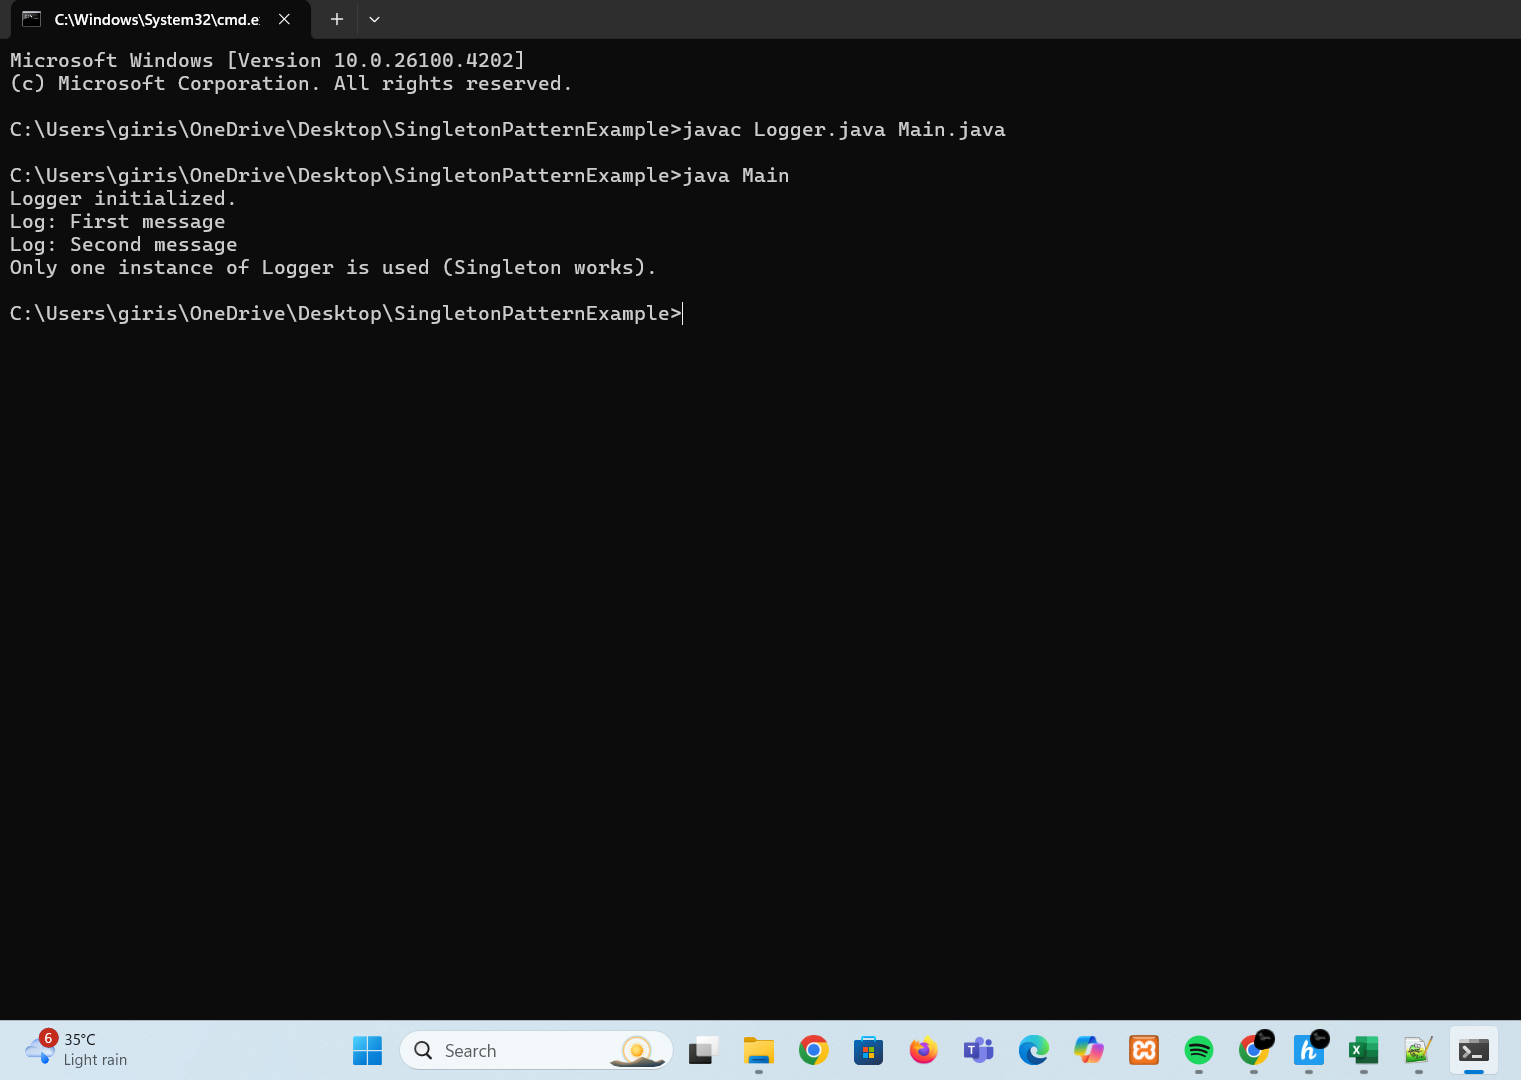 C:\Windows\System32\cmd.e
Microsoft Windows [Version 10.0.26100.4202]
(c) Microsoft Corporation. All rights reserved.
C:\Users\giris\OneDrive\Desktop\SingletonPatternExample>javac Logger.java Main.java
C:\Users\giris\OneDrive\Desktop\SingletonPatternExample>java Main
Logger initialized.
Log: First message
Log: Second message
Only one instance of Logger is used (Singleton works).
C:\Users\giris\OneDrive\Desktop\SingletonPatternExample>
6
35°C
Light rain
Search